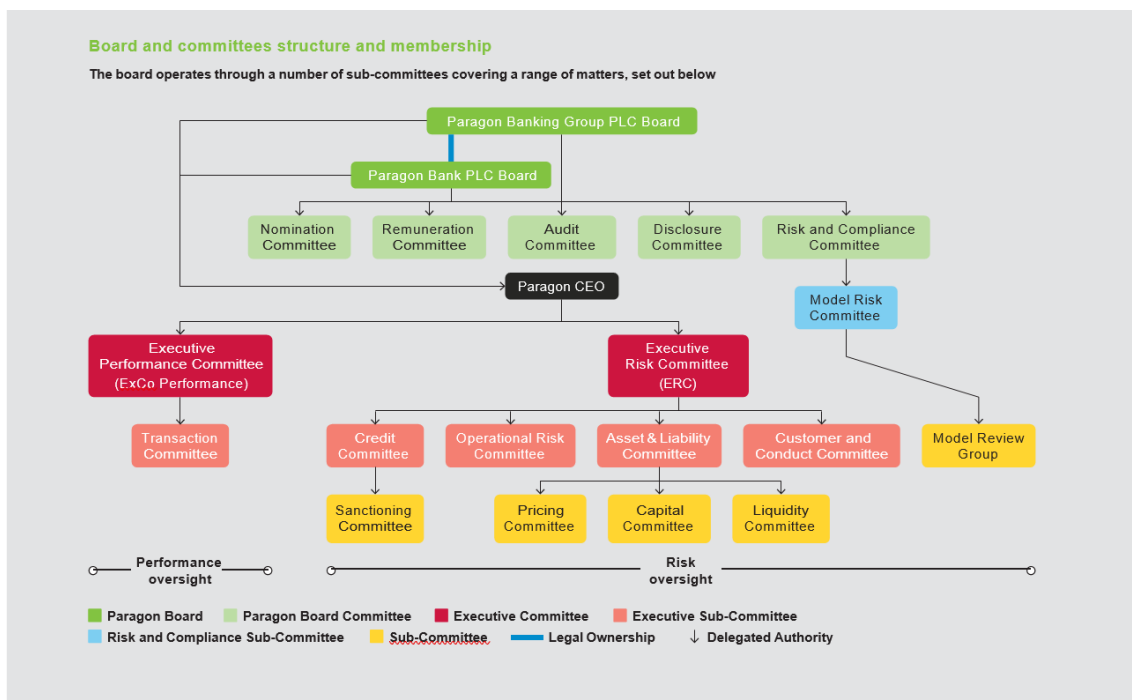 Board and committees structure and membership
The board operates through a number of sub-committees covering a range of matters, set out below
Paragon Banking Group PLC Board
Paragon Bank PLC Board
Nomination
Committee
Remuneration
Committee
Audit
Committee
Disclosure
Committee
Risk and Compliance
Committee
Paragon CEO
Model Risk
Committee
Executive
Performance Committee
(ExCo Performance)
Executive
Risk Committee
(ERC)
Transaction
Committee
Credit
Committee
Operational Risk
Committee
Asset & Liability
Committee
Customer and
Conduct Committee
Model Review
Group
Sanctioning
Committee
Pricing
Committee
Capital
Committee
Liquidity
Committee
Performance
oversight
Risk
oversight
Paragon Board
Paragon Board Committee
Executive Committee
Executive Sub-Committee
Risk and Compliance Sub-Committee
Sub-Committee
Legal Ownership
Delegated Authority